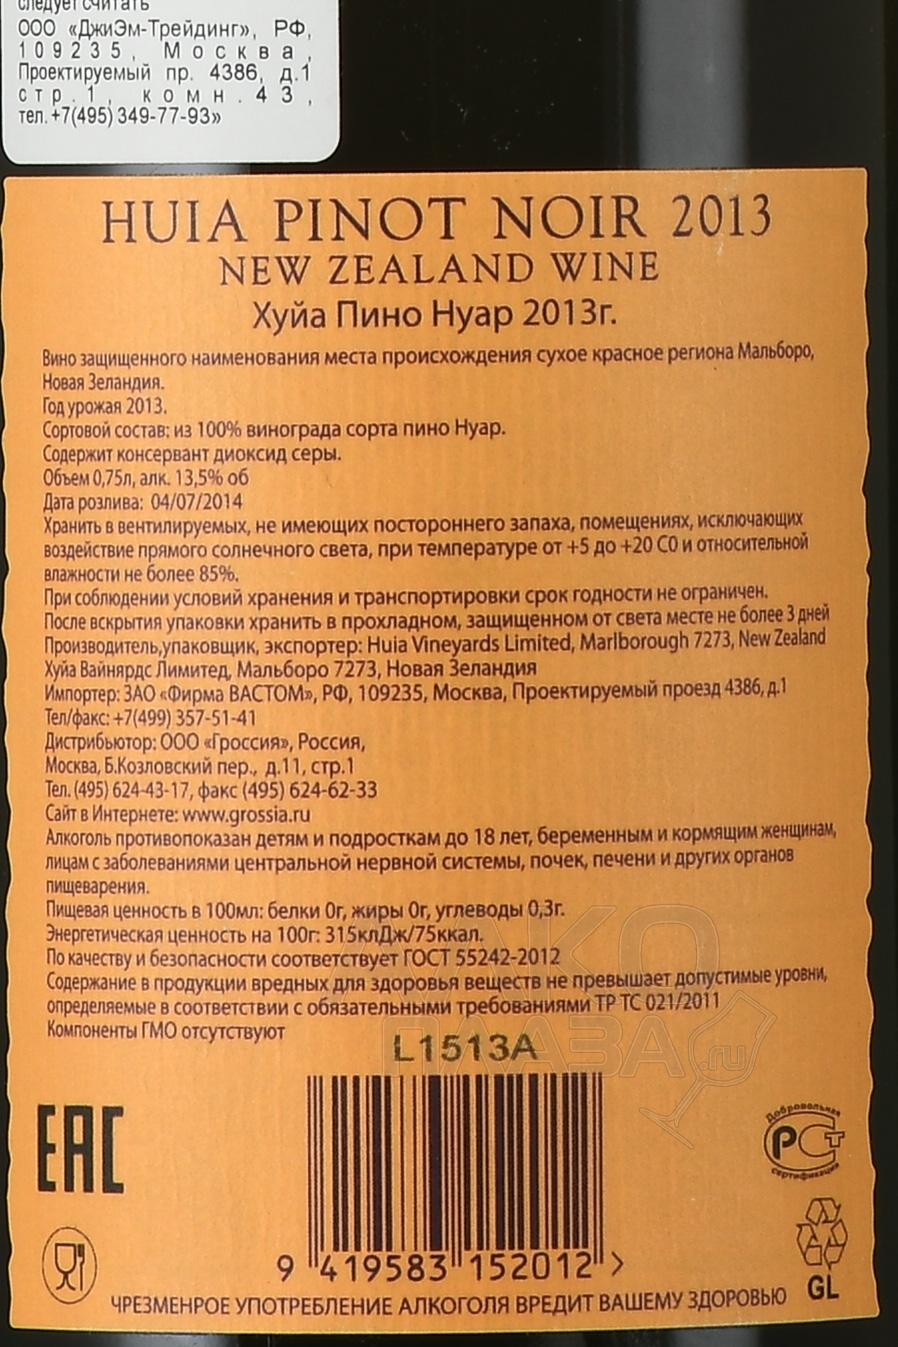 следует считать
ООО «ДжиЭм-Трейдинг», РФ,
109235, Москва,
Проектируемый пр. 4386, д.1
стр.1, комн.43,
тел.+7(495)349-77-93»
HUIA PINOT NOIR 2013
NEW ZEALAND WINE
Хуйа Пино Нуар 2013г.
Вино защищенного наименования места происхождения сухое красное региона Мальборо,
Новая Зеландия.
Год урожая 2013.
Сортовой состав: из 100% винограда сорта пино Нуар.
Содержит консервант диоксид серы.
Объем 0,75л, алк. 13,5% об
Дата розлива: 04/07/2014
Хранить в вентилируемых, не имеющих постороннего запаха, помещениях, исключающих
воздействие прямого солнечного света, при температуре от +5 до +20 С0 и относительной
влажности не более 85%.
При соблюдении условий хранения и транспортировки срок годности не ограничен.
После вскрытия упаковки хранить в прохладном, защищенном от света месте не более 3 дней
Производитель,упаковщик, экспортер: Huia Vineyards Limited, Marlborough 7273, New Zealand
Хуйа Вайнярдс Лимитед, Мальборо 7273, Новая Зеландия
Импортер: ЗАО «Фирма ВАСТОМ», РФ, 109235, Москва, Проектируемый проезд 4386, д.1
Тел/факс: +7(499) 357-51-41
Дистрибьютор: ООО «Гроссия», Россия,
Москва, Б.Козловский пер., д.11, стр.1
Тел. (495) 624-43-17, факс (495) 624-62-33
Сайт в Интернете: www.grossia.ru
Алкоголь противопоказан детям и подросткам до 18 лет, беременным и кормящим женщинам,
лицам с заболеваниями центральной нервной системы, почек, печени и других органов
пищеварения.
Пищевая ценность в 100мл: белки 0г, жиры 0г, углеводы 0,3г.
Энергетическая ценность на 100г: 315клДж/75ккал.
По качеству и безопасности соответствует ГОСТ 55242-2012
Содержание в продукции вредных для здоровья веществ не превышает допустимые уровни,
определяемые в соответствии с обязательными требованиями ТР ТС 021/2011
Компоненты ГМО отсутствуют
АЛКО
ПЛАЗА.ru
L1513A
EAC
Добровольная
РСТ
сертификация
9 419583 152012 >
GL
ЧРЕЗМЕНРОЕ УПОТРЕБЛЕНИЕ АЛКОГОЛЯ ВРЕДИТ ВАШЕМУ ЗДОРОВЬЮ